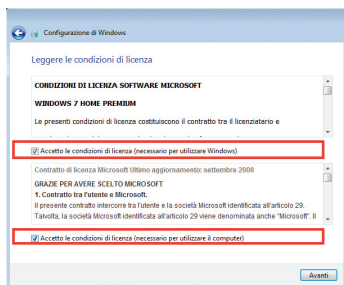 Configurazione di Windows
Leggere le condizioni di licenza
CONDIZIONI DI LICENZA SOFTWARE MICROSOFT
WINDOWS 7 HOME PREMIUM
Le presenti condizioni di licenza costituiscono il contratto tra il licenziatario e
Accetto le condizioni di licenza (necessario per utilizzare Windows)
Contratto di licenza Microsoft Ultimo aggiornamento: settembre 2008
GRAZIE PER AVERE SCELTO MICROSOFT
1. Contratto tra l'utente e Microsoft.
Il presente contratto intercorre tra l'utente e la società Microsoft identificata all'articolo 29.
Talvolta, la società Microsoft identificata all'articolo 29 viene denominata anche "Microsoft". Il
Accetto le condizioni di licenza (necessario per utilizzare il computer)
Avanti